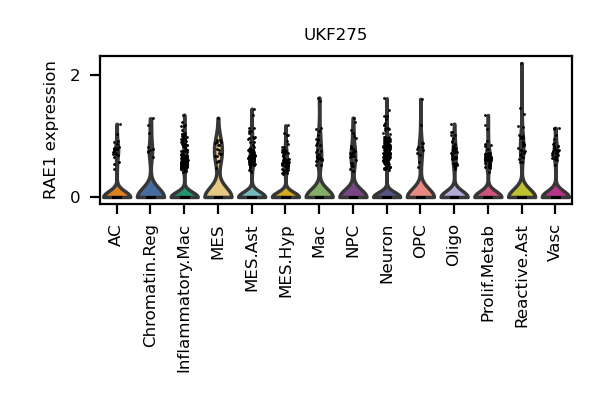 UKF275
RAE1 expression
2
0
AC
Chromatin.Reg
Inflammatory.Mac
MES
MES.Ast
MES.Hyp
Mac
NPC
Neuron
OPC
Oligo
Prolif.Metab
Reactive.Ast
Vasc